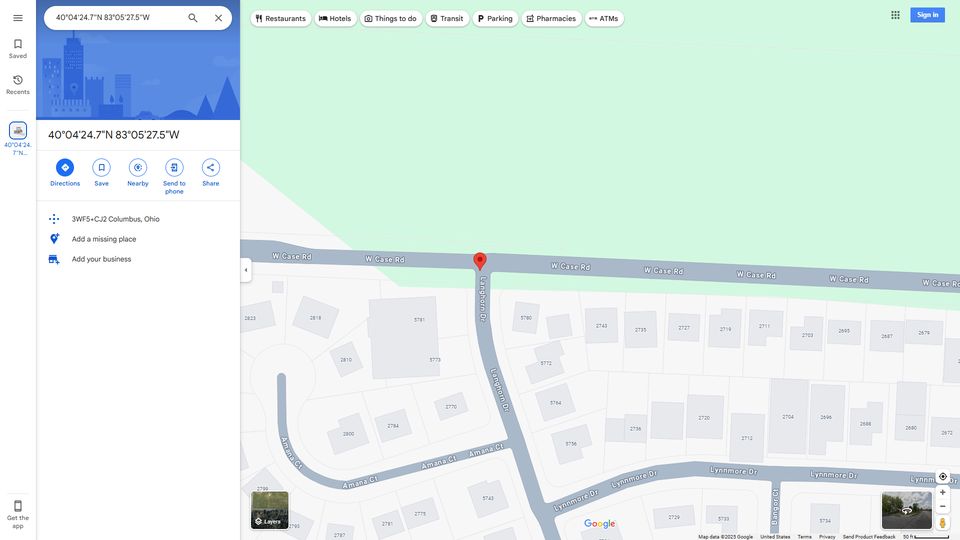 40°04'24.7"N 83°05'27.5"W
Restaurants
Hotels
Things to do
Transit
Parking
Pharmacies
ATMs
Sign in
Saved
Recents
40°04'24.
7"N...
Get the
app
40°04'24.7"N 83°05'27.5"W
Directions
Save
Nearby
Send to
phone
Share
3WF5+CJ2 Columbus, Ohio
Add a missing place
Add your business
W Case Rd
W Case Rd
W Case Rd
W Case Rd
W Case Rd
W Case Rd
W Case Rd
Langhorn Dr
Langhorn Dr
2823
2818
5781
5780
2743
2735
2727
2719
2711
2703
2695
2687
2679
2810
5773
5772
2770
5764
2784
2800
5756
2736
2720
2712
2704
2696
2688
2680
2672
Amana Ct
Amana Ct
Amana Ct
Amana Ct
Lynnmore Dr
Lynnmore Dr
Lynnmore Dr
Lynnmore Dr
Bangor Ct
2799
2793
2787
2781
2775
5743
2729
5733
5734
Layers
Google
Map data ©2025 Google
United States
Terms
Privacy
Send Product Feedback
50 ft